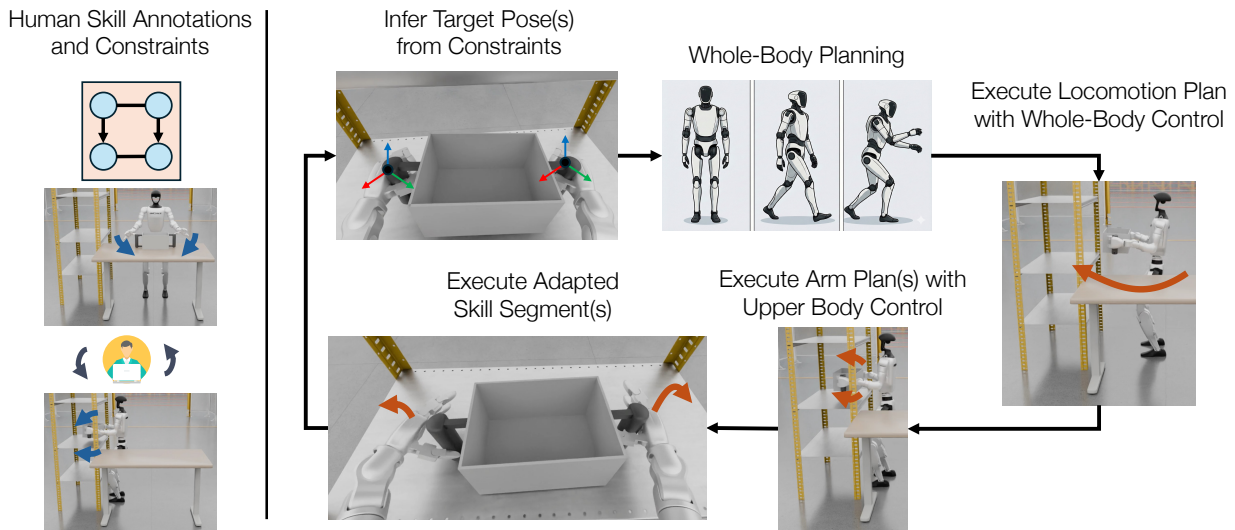 Human Skill Annotations
and Constraints
Infer Target Pose(s)
from Constraints
Whole-Body Planning
Execute Locomotion Plan
with Whole-Body Control
Execute Arm Plan(s) with
Upper Body Control
Execute Adapted
Skill Segment(s)